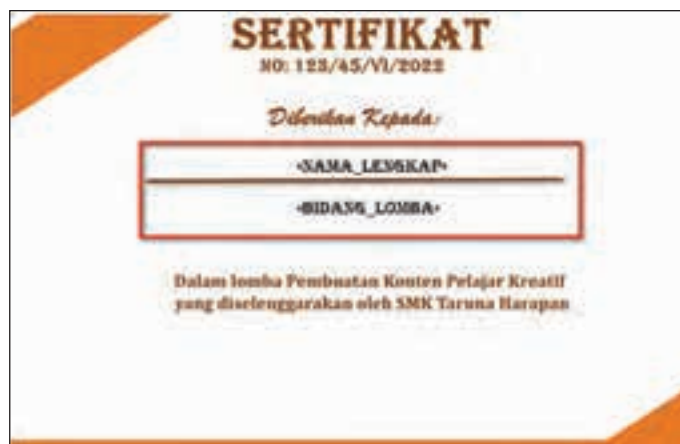 SERTIFIKAT
NO: 123/45/VI/2022
Diberikan Kepada:
«NAMA_LENGKAP»
«BIDANG_LOMBA»
Dalam lomba Pembuatan Konten Pelajar Kreatif
yang diselenggarakan oleh SMK Taruna Harapan